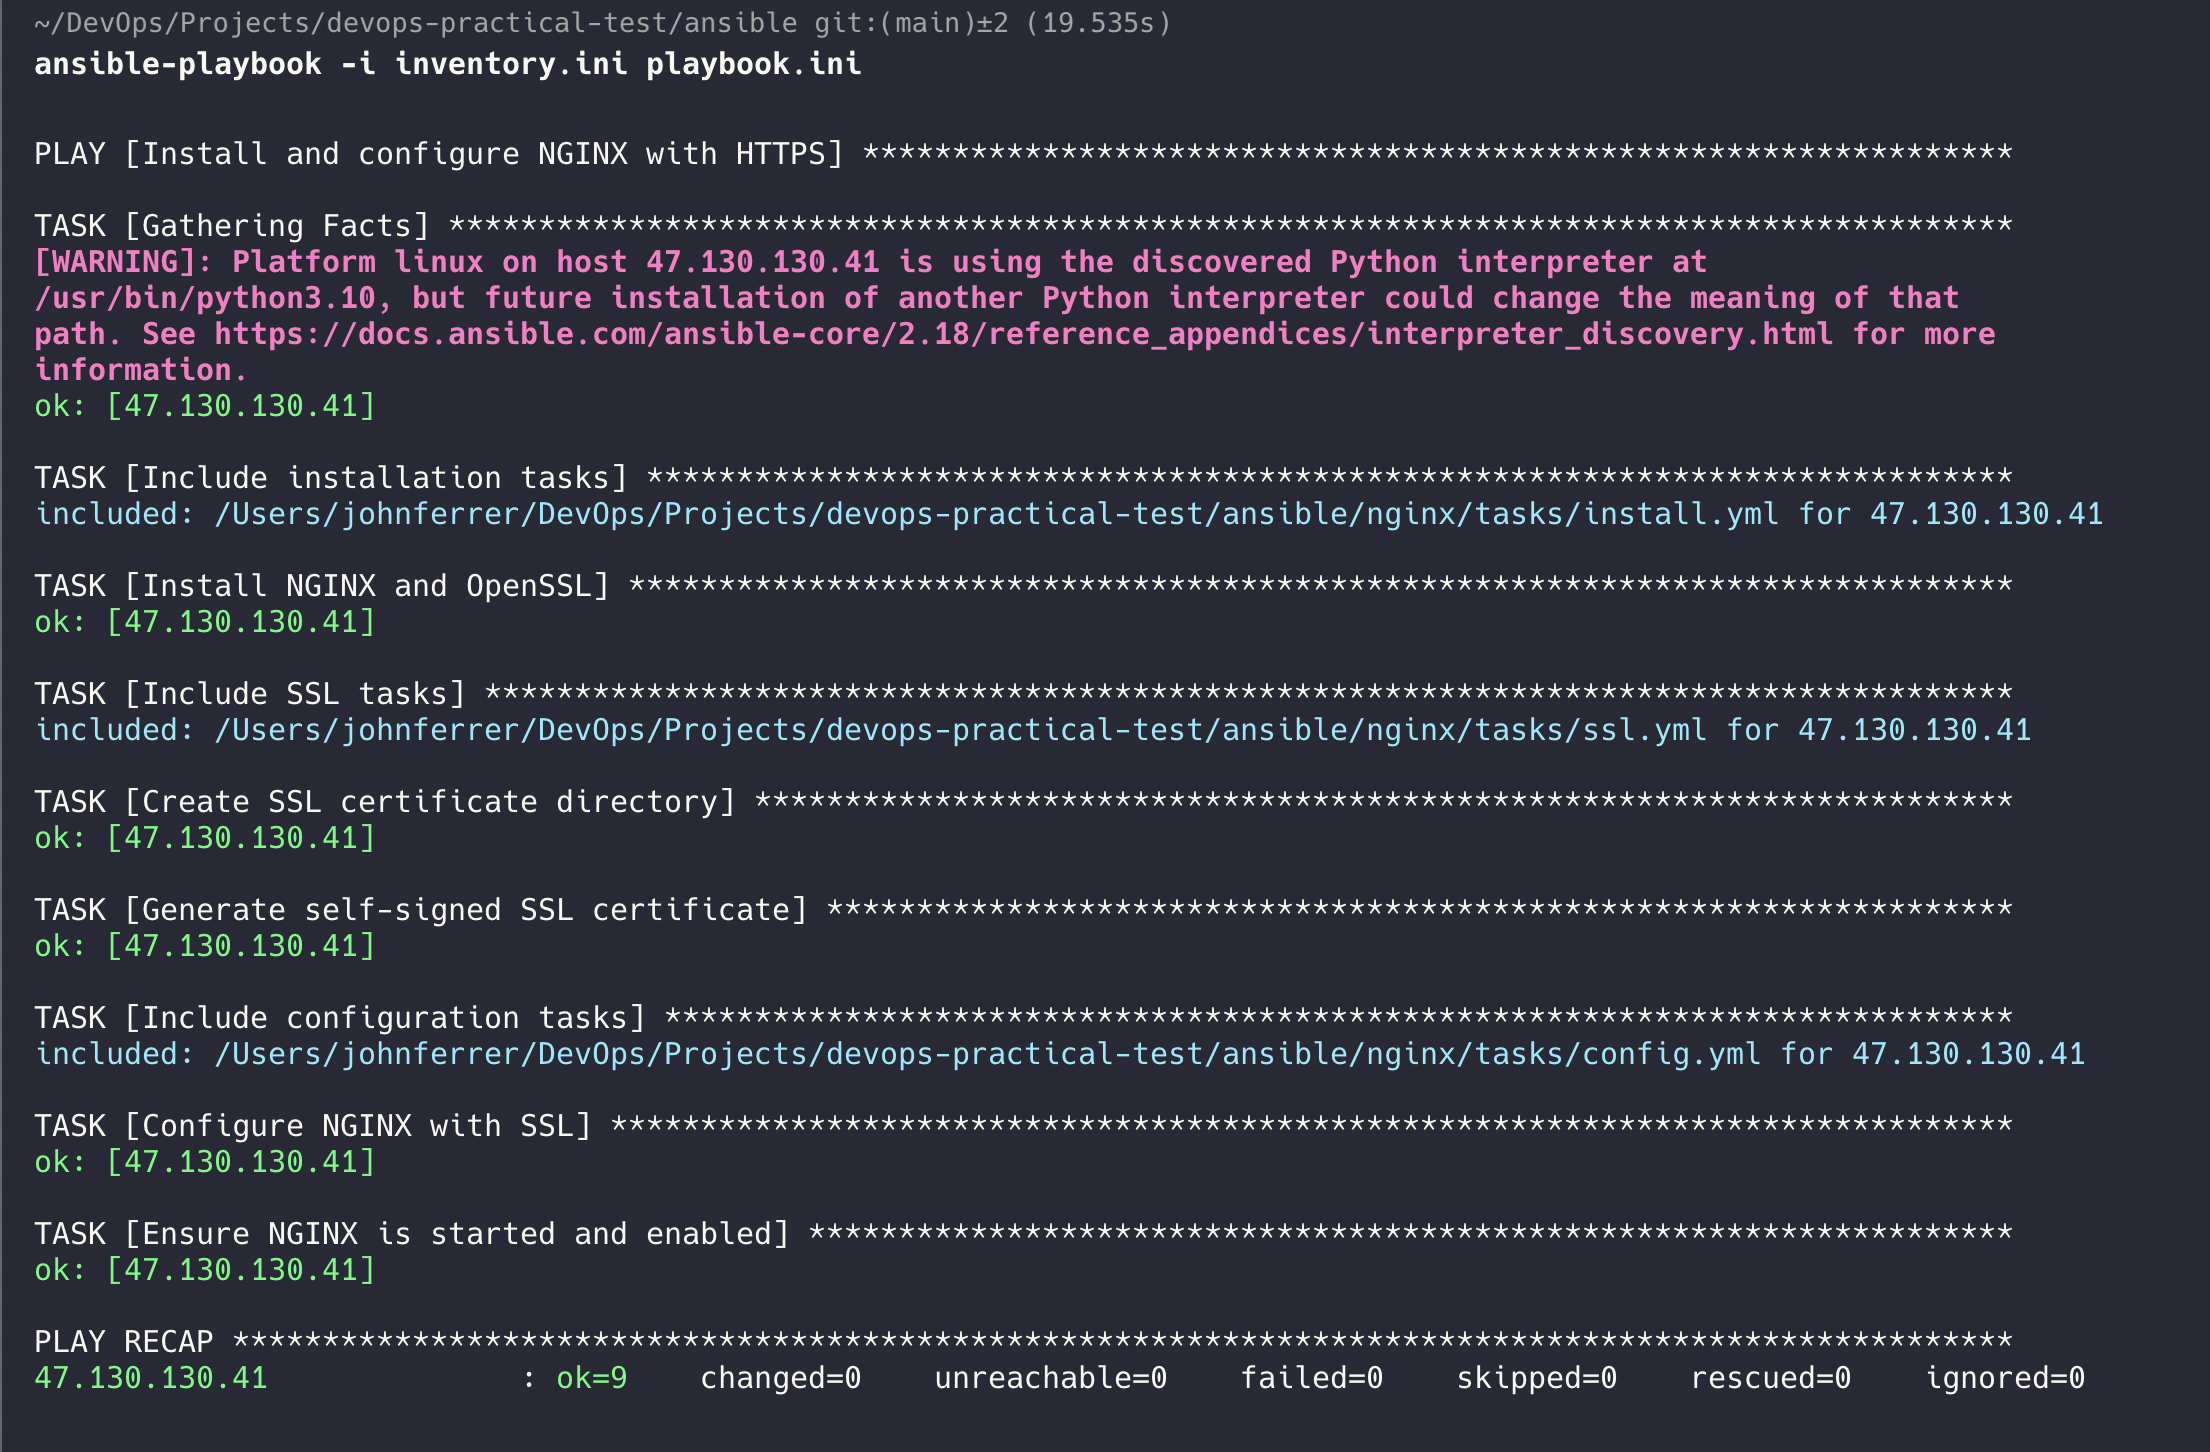 ~/DevOps/Projects/devops-practical-test/ansible git:(main)±2 (19.535s)
ansible-playbook -i inventory.ini playbook.ini
PLAY [Install and configure NGINX with HTTPS] ****************************************************************
TASK [Gathering Facts] ***************************************************************************************
[WARNING]: Platform linux on host 47.130.130.41 is using the discovered Python interpreter at
/usr/bin/python3.10, but future installation of another Python interpreter could change the meaning of that
path. See https://docs.ansible.com/ansible-core/2.18/reference_appendices/interpreter_discovery.html for more
information.
ok: [47.130.130.41]
TASK [Include installation tasks] ****************************************************************************
included: /Users/johnferrer/DevOps/Projects/devops-practical-test/ansible/nginx/tasks/install.yml for 47.130.130.41
TASK [Install NGINX and OpenSSL] *****************************************************************************
ok: [47.130.130.41]
TASK [Include SSL tasks] *************************************************************************************
included: /Users/johnferrer/DevOps/Projects/devops-practical-test/ansible/nginx/tasks/ssl.yml for 47.130.130.41
TASK [Create SSL certificate directory] **********************************************************************
ok: [47.130.130.41]
TASK [Generate self-signed SSL certificate] ******************************************************************
ok: [47.130.130.41]
TASK [Include configuration tasks] ***************************************************************************
included: /Users/johnferrer/DevOps/Projects/devops-practical-test/ansible/nginx/tasks/config.yml for 47.130.130.41
TASK [Configure NGINX with SSL] ******************************************************************************
ok: [47.130.130.41]
TASK [Ensure NGINX is started and enabled] *******************************************************************
ok: [47.130.130.41]
PLAY RECAP ***************************************************************************************************
47.130.130.41              : ok=9    changed=0    unreachable=0    failed=0    skipped=0    rescued=0    ignored=0